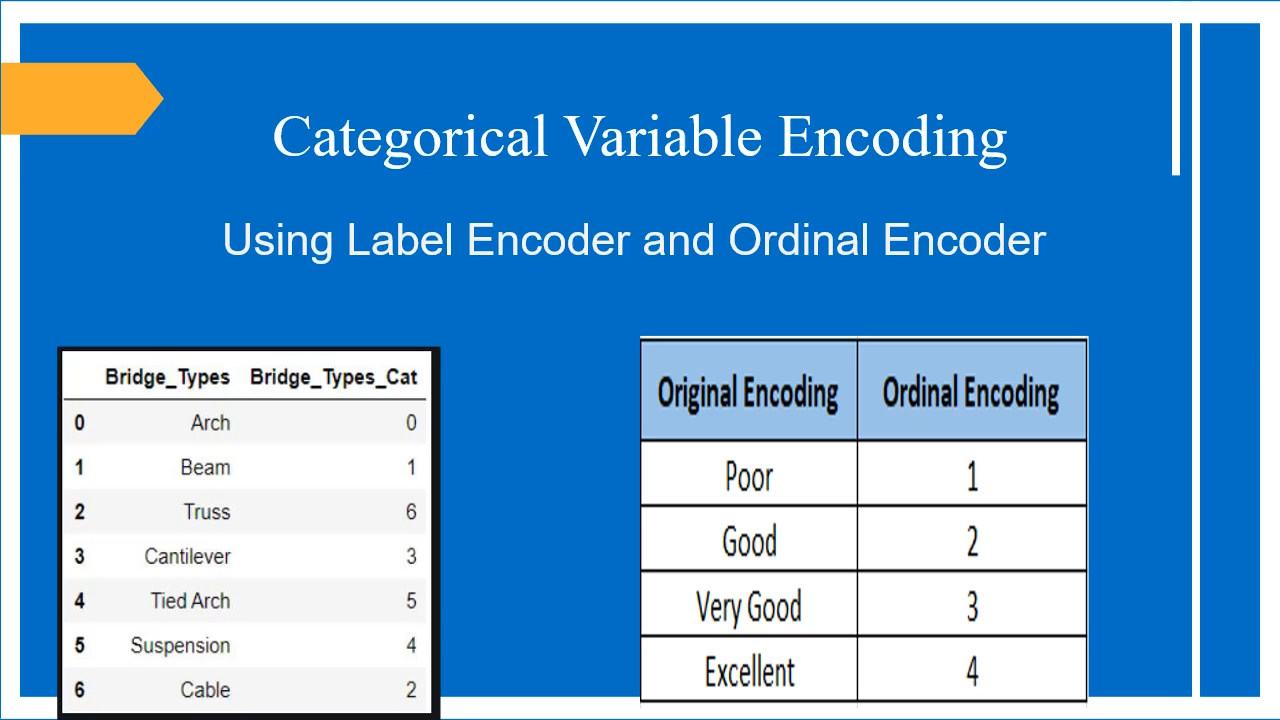 Categorical Variable Encoding
Using Label Encoder and Ordinal Encoder
Bridge_Types Bridge_Types_Cat
0 Arch 0
1 Beam 1
2 Truss 6
3 Cantilever 3
4 Tied Arch 5
5 Suspension 4
6 Cable 2
Original Encoding Ordinal Encoding
Poor 1
Good 2
Very Good 3
Excellent 4